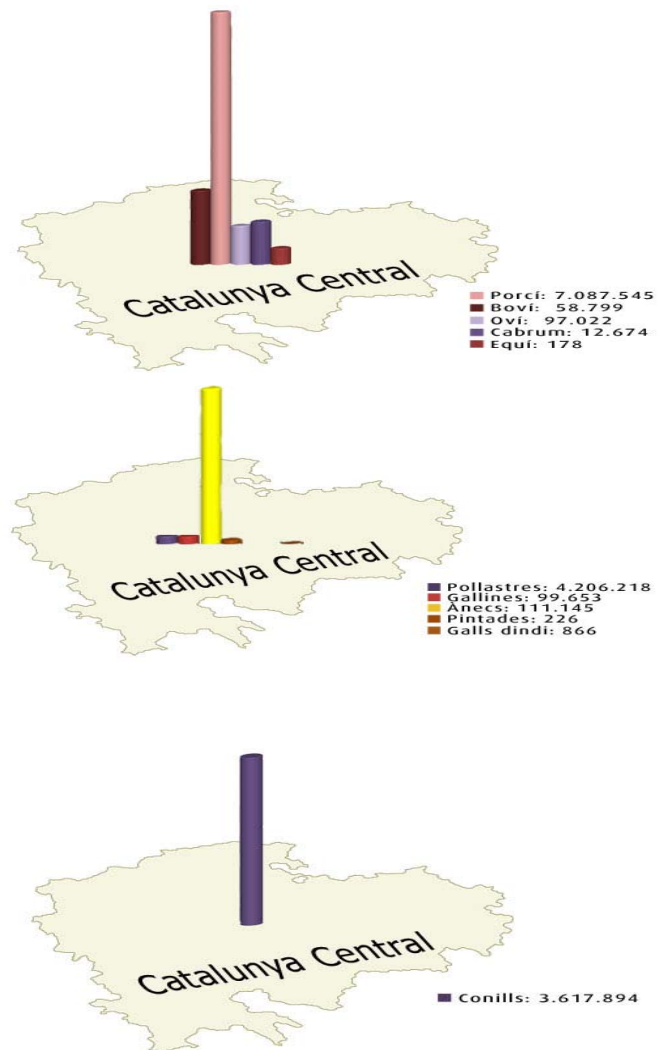 Catalunya Central
Porcí: 7.087.545
Boví: 58.799
Oví: 97.022
Cabrum: 12.674
Equí: 178
Catalunya Central
Pollastres: 4.206.218
Gallines: 99.653
Ànecs: 111.145
Pintades: 226
Galls dindi: 866
Catalunya Central
Conills: 3.617.894